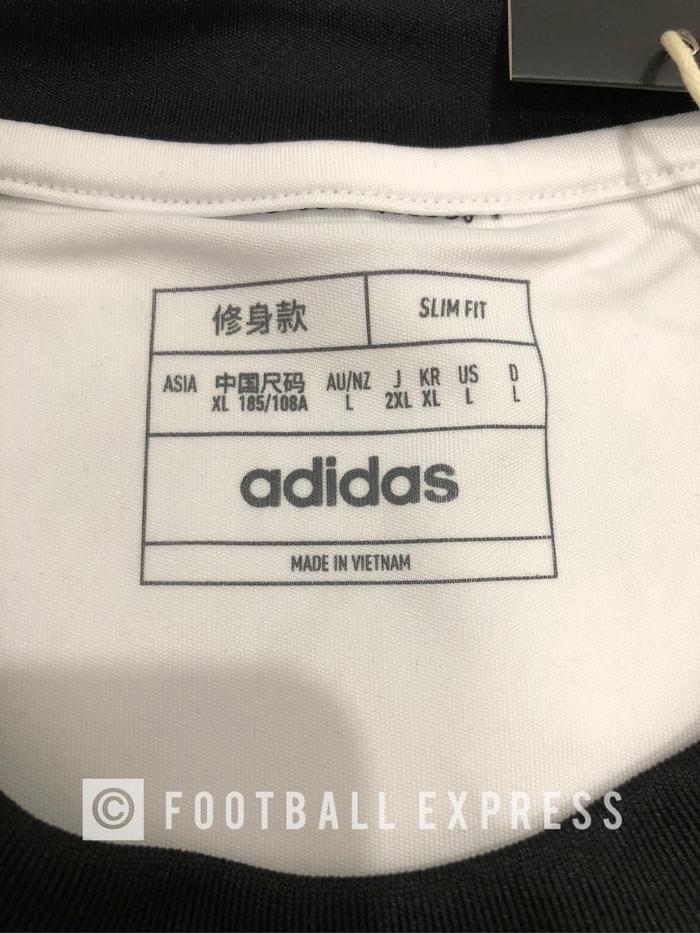 修身款 SLIM FIT
ASIA 中国尺码 AU/NZ J KR US D
XL 185/108A L 2XL XL L L
adidas
MADE IN VIETNAM
© FOOTBALL EXPRESS